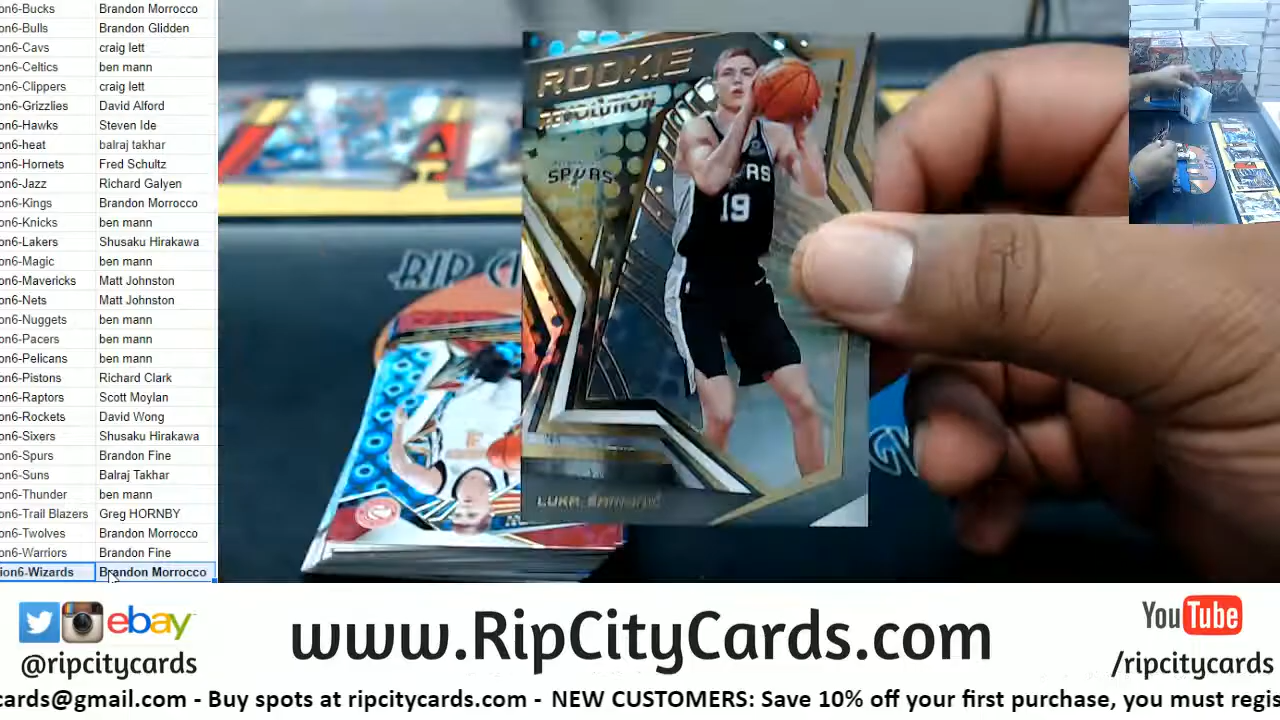 on6-Bucks Brandon Morrocco
on6-Bulls Brandon Glidden
on6-Cavs craig lett
on6-Celtics ben mann
on6-Clippers craig lett
on6-Grizzlies David Alford
on6-Hawks Steven Ide
on6-heat balraj takhar
on6-Hornets Fred Schultz
on6-Jazz Richard Galyen
on6-Kings Brandon Morrocco
on6-Knicks ben mann
on6-Lakers Shusaku Hirakawa
on6-Magic ben mann
on6-Mavericks Matt Johnston
on6-Nets Matt Johnston
on6-Nuggets ben mann
on6-Pacers ben mann
on6-Pelicans ben mann
on6-Pistons Richard Clark
on6-Raptors Scott Moylan
on6-Rockets David Wong
on6-Sixers Shusaku Hirakawa
on6-Spurs Brandon Fine
on6-Suns Balraj Takhar
on6-Thunder ben mann
on6-Trail Blazers Greg HORNBY
on6-Twolves Brandon Morrocco
on6-Warriors Brandon Fine
ion6-Wizards Brandon Morrocco
ROOKIE
REVOLUTION
SPURS
SPURS
19
LUKA SAMANIC
RIP CI
ebay
@ripcitycards
www.RipCityCards.com
YouTube
/ripcitycards
cards@gmail.com - Buy spots at ripcitycards.com - NEW CUSTOMERS: Save 10% off your first purchase, you must regis